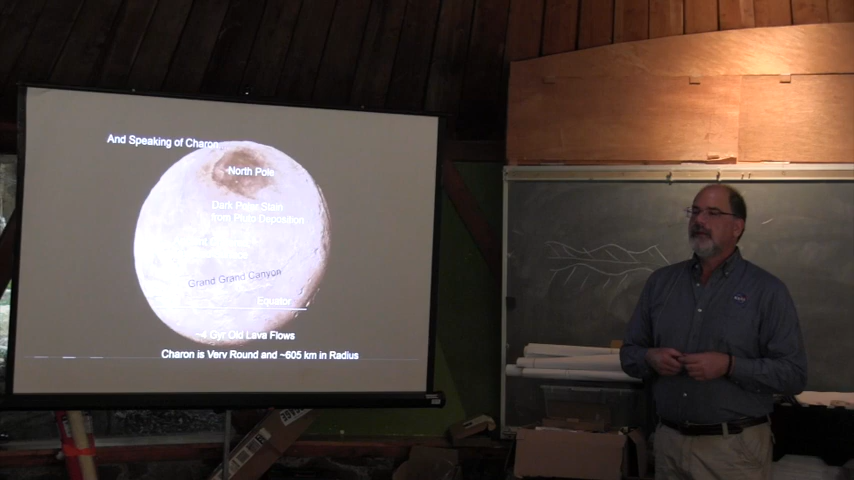 And Speaking of Charon
North Pole
Dark Polar Stain
from Pluto Deposition
Grand Grand Canyon
Equator
~4 Gyr Old Lava Flows
Charon is Very Round and ~605 km in Radius